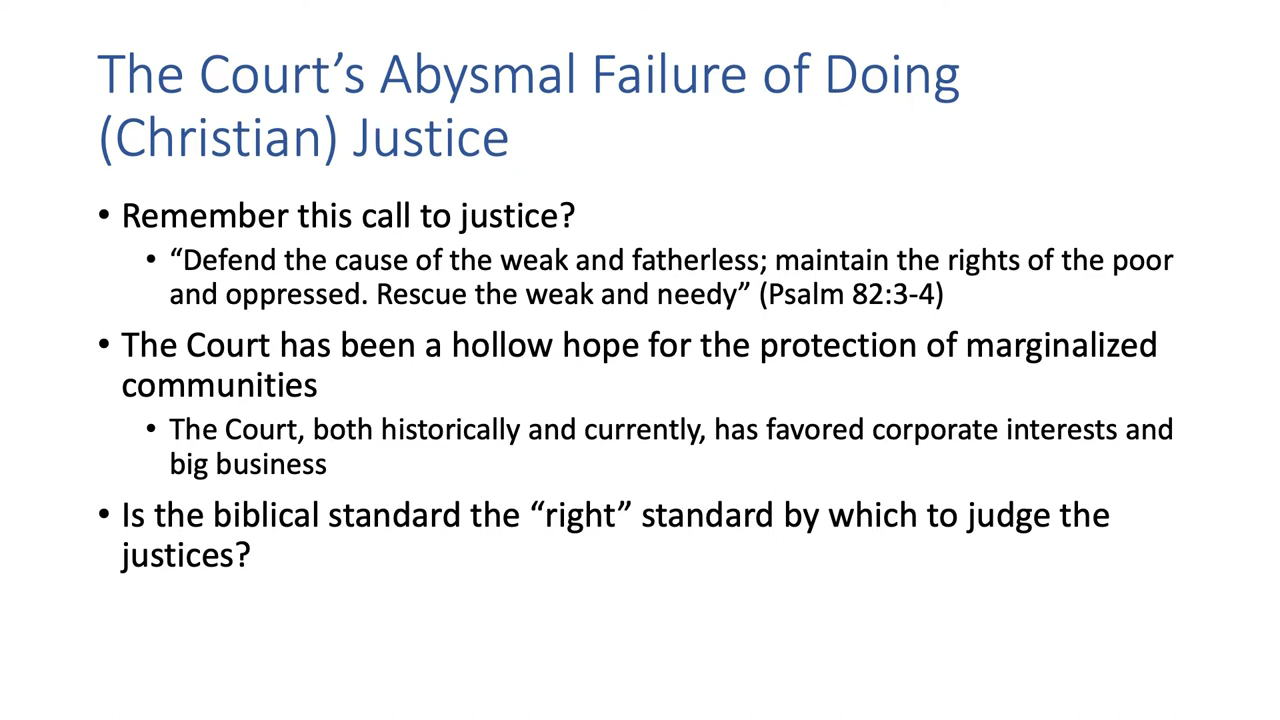 The Court’s Abysmal Failure of Doing
(Christian) Justice
• Remember this call to justice?
• “Defend the cause of the weak and fatherless; maintain the rights of the poor
and oppressed. Rescue the weak and needy” (Psalm 82:3-4)
• The Court has been a hollow hope for the protection of marginalized
communities
• The Court, both historically and currently, has favored corporate interests and
big business
• Is the biblical standard the “right” standard by which to judge the
justices?